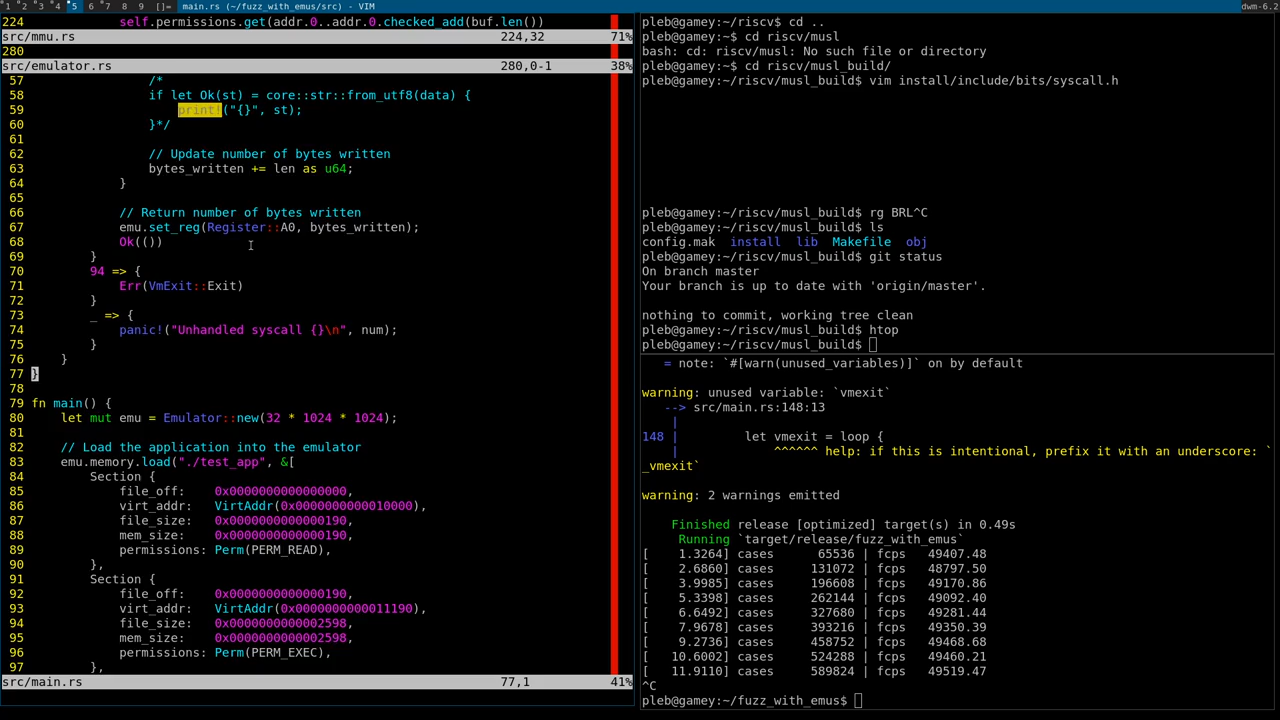 1 2 3 4 5 6 7 8 9 []= main.rs (~/fuzz_with_emus/src) - VIM dwm-6.2
224 self.permissions.get(addr.0..addr.0.checked_add(buf.len())
src/mmu.rs 224,32 71%
280
src/emulator.rs 280,0-1 38%
57 /*
58 if let Ok(st) = core::str::from_utf8(data) {
59 print!("{}", st);
60 }*/
61
62 // Update number of bytes written
63 bytes_written += len as u64;
64 }
65
66 // Return number of bytes written
67 emu.set_reg(Register::A0, bytes_written);
68 Ok(())
69 }
70 94 => {
71 Err(VmExit::Exit)
72 }
73 _ => {
74 panic!("Unhandled syscall {}\n", num);
75 }
76 }
77 }
78
79 fn main() {
80 let mut emu = Emulator::new(32 * 1024 * 1024);
81
82 // Load the application into the emulator
83 emu.memory.load("./test_app", &[
84 Section {
85 file_off: 0x0000000000000000,
86 virt_addr: VirtAddr(0x0000000000010000),
87 file_size: 0x0000000000000190,
88 mem_size: 0x0000000000000190,
89 permissions: Perm(PERM_READ),
90 },
91 Section {
92 file_off: 0x0000000000000190,
93 virt_addr: VirtAddr(0x0000000000011190),
94 file_size: 0x0000000000002598,
95 mem_size: 0x0000000000002598,
96 permissions: Perm(PERM_EXEC),
97 },
src/main.rs 77,1 41%
pleb@gamey:~/riscv$ cd ..
pleb@gamey:~$ cd riscv/musl
bash: cd: riscv/musl: No such file or directory
pleb@gamey:~$ cd riscv/musl_build/
pleb@gamey:~/riscv/musl_build$ vim install/include/bits/syscall.h
pleb@gamey:~/riscv/musl_build$ rg BRL^C
pleb@gamey:~/riscv/musl_build$ ls
config.mak install lib Makefile obj
pleb@gamey:~/riscv/musl_build$ git status
On branch master
Your branch is up to date with 'origin/master'.
nothing to commit, working tree clean
pleb@gamey:~/riscv/musl_build$ htop
pleb@gamey:~/riscv/musl_build$
= note: `#[warn(unused_variables)]` on by default
warning: unused variable: `vmexit`
--> src/main.rs:148:13
|
148 | let vmexit = loop {
| ^^^^^^ help: if this is intentional, prefix it with an underscore: `
_vmexit`
warning: 2 warnings emitted
Finished release [optimized] target(s) in 0.49s
Running `target/release/fuzz_with_emus`
[ 1.3264] cases 65536 | fcps 49407.48
[ 2.6860] cases 131072 | fcps 48797.50
[ 3.9985] cases 196608 | fcps 49170.86
[ 5.3398] cases 262144 | fcps 49092.40
[ 6.6492] cases 327680 | fcps 49281.44
[ 7.9678] cases 393216 | fcps 49350.39
[ 9.2736] cases 458752 | fcps 49468.68
[ 10.6002] cases 524288 | fcps 49460.21
[ 11.9110] cases 589824 | fcps 49519.47
^C
pleb@gamey:~/fuzz_with_emus$